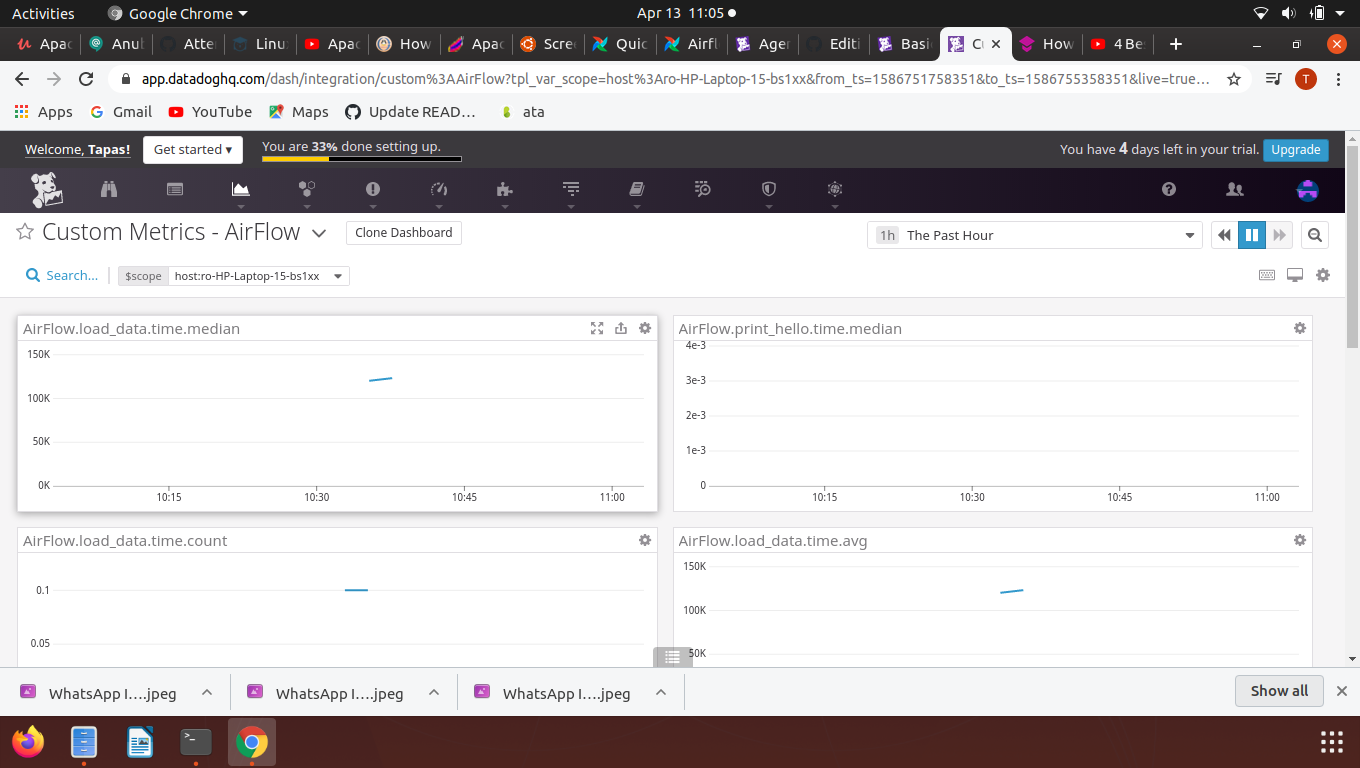 Activities Google Chrome ▾ Apr 13 11:05
Apac Anub Atte Linu Apac How Apac Scre Quic Airfl Ager Editi Basi Cu How 4 Be
app.datadoghq.com/dash/integration/custom%3AAirFlow?tpl_var_scope=host%3Aro-HP-Laptop-15-bs1xx&from_ts=1586751758351&to_ts=1586755358351&live=true... T
Apps Gmail YouTube Maps Update READ... ata
Welcome, Tapas! Get started ▾ You are 33% done setting up. You have 4 days left in your trial. Upgrade
Custom Metrics - AirFlow Clone Dashboard 1h The Past Hour
Search... $scope host:ro-HP-Laptop-15-bs1xx
AirFlow.load_data.time.median
150K
100K
50K
0K
10:15 10:30 10:45 11:00
AirFlow.print_hello.time.median
4e-3
3e-3
2e-3
1e-3
0
10:15 10:30 10:45 11:00
AirFlow.load_data.time.count
0.1
0.05
AirFlow.load_data.time.avg
150K
100K
50K
WhatsApp I....jpeg WhatsApp I....jpeg WhatsApp I....jpeg Show all